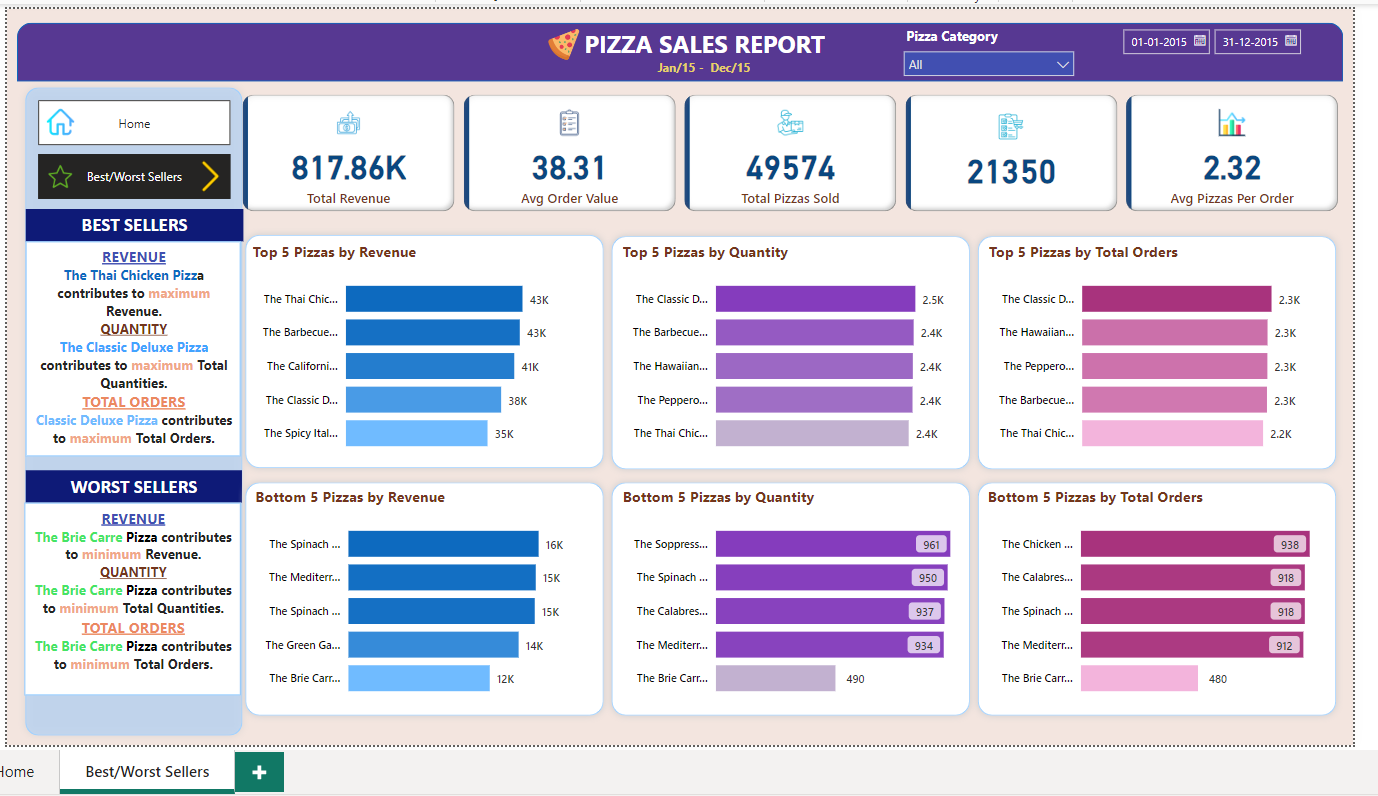 PIZZA SALES REPORT
Jan/15 - Dec/15
Pizza Category
All
01-01-2015
31-12-2015
Home
Best/Worst Sellers
817.86K
Total Revenue
38.31
Avg Order Value
49574
Total Pizzas Sold
21350
2.32
Avg Pizzas Per Order
BEST SELLERS
REVENUE
The Thai Chicken Pizza
contributes to maximum
Revenue.
QUANTITY
The Classic Deluxe Pizza
contributes to maximum Total
Quantities.
TOTAL ORDERS
Classic Deluxe Pizza contributes
to maximum Total Orders.
WORST SELLERS
REVENUE
The Brie Carre Pizza contributes
to minimum Revenue.
QUANTITY
The Brie Carre Pizza contributes
to minimum Total Quantities.
TOTAL ORDERS
The Brie Carre Pizza contributes
to minimum Total Orders.
Top 5 Pizzas by Revenue
The Thai Chic... 43K
The Barbecue... 43K
The Californi... 41K
The Classic D... 38K
The Spicy Ital... 35K
Top 5 Pizzas by Quantity
The Classic D... 2.5K
The Barbecue... 2.4K
The Hawaiian... 2.4K
The Peppero... 2.4K
The Thai Chic... 2.4K
Top 5 Pizzas by Total Orders
The Classic D... 2.3K
The Hawaiian... 2.3K
The Peppero... 2.3K
The Barbecue... 2.3K
The Thai Chic... 2.2K
Bottom 5 Pizzas by Revenue
The Spinach ... 16K
The Mediterr... 15K
The Spinach ... 15K
The Green Ga... 14K
The Brie Carr... 12K
Bottom 5 Pizzas by Quantity
The Soppress... 961
The Spinach ... 950
The Calabres... 937
The Mediterr... 934
The Brie Carr... 490
Bottom 5 Pizzas by Total Orders
The Chicken ... 938
The Calabres... 918
The Spinach ... 918
The Mediterr... 912
The Brie Carr... 480
Home
Best/Worst Sellers